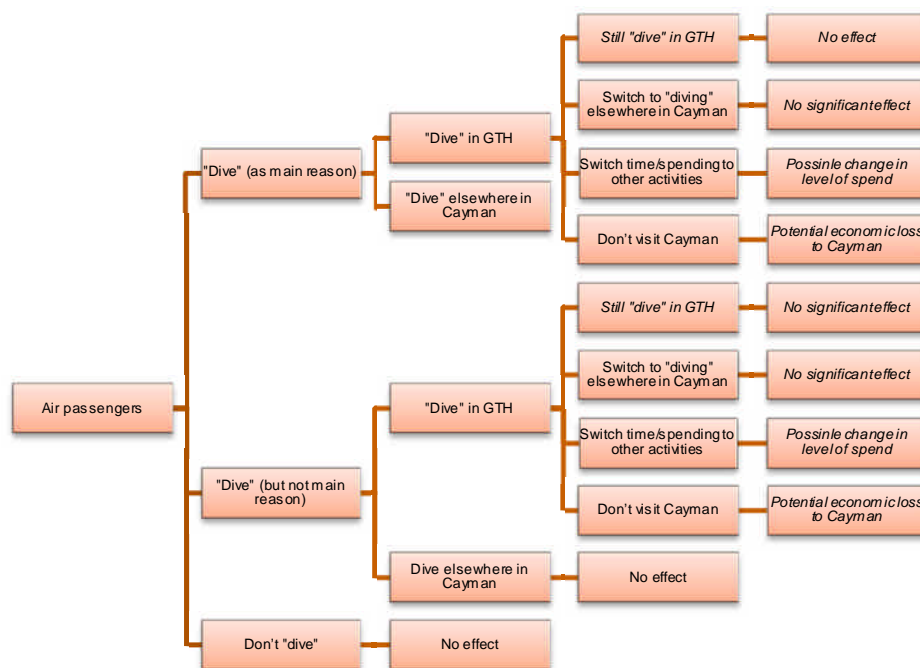 Still "dive" in GTH
No effect
Switch to "diving"
elsewhere in Cayman
No significant effect
"Dive" in GTH
"Dive" (as main
reason)
Switch time/spending to
other activities
Possinle change in
level of spend
"Dive" elsewhere in
Cayman
Don't visit Cayman
Potential economic loss
to Cayman
Still "dive" in GTH
No significant effect
Switch to "diving"
elsewhere in Cayman
No significant effect
Air passengers
"Dive" in GTH
Switch time/spending to
other activities
Possinle change in
level of spend
"Dive" (but not main
reason)
Don't visit Cayman
Potential economic loss
to Cayman
Dive elsewhere in
Cayman
No effect
Don't "dive"
No effect